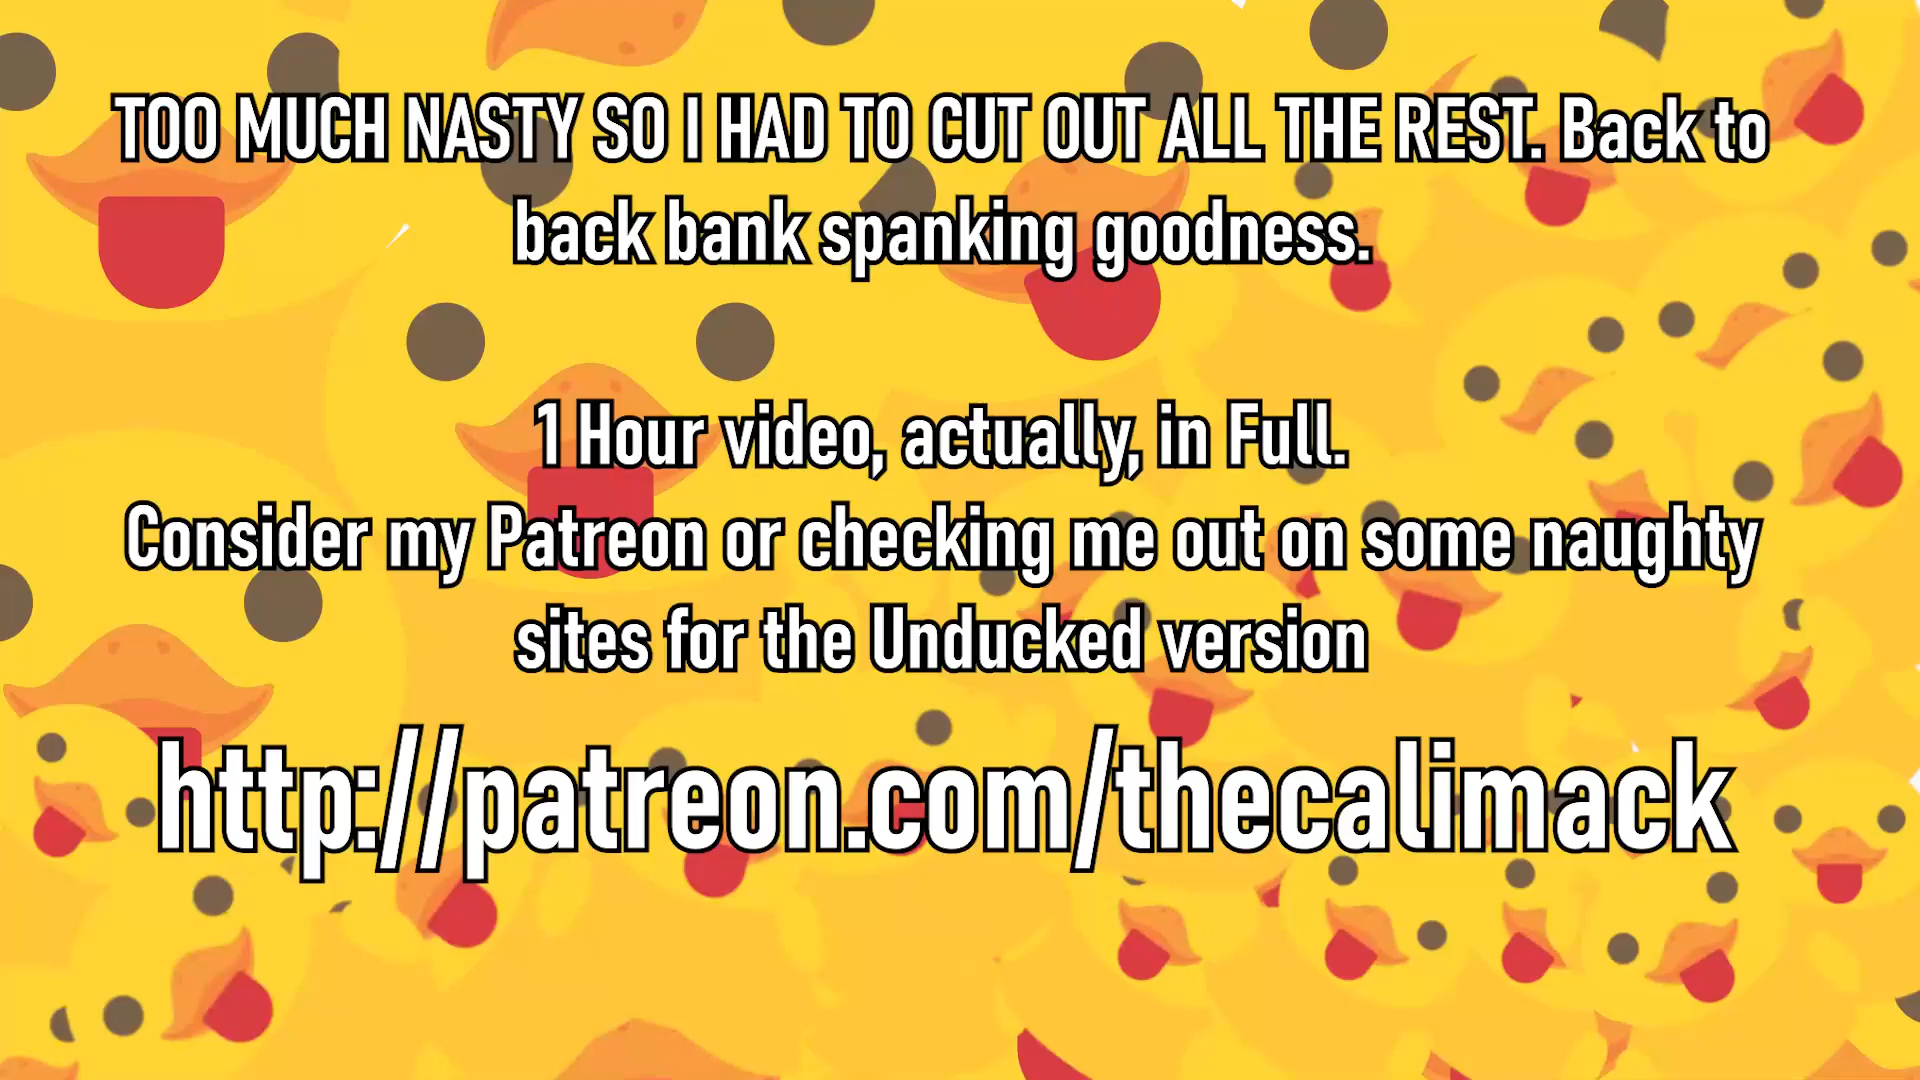 TOO MUCH NASTY SO I HAD TO CUT OUT ALL THE REST. Back to
back bank spanking goodness.
1 Hour video, actually, in Full.
Consider my Patreon or checking me out on some naughty
sites for the Unducked version
http://patreon.com/thecalimack